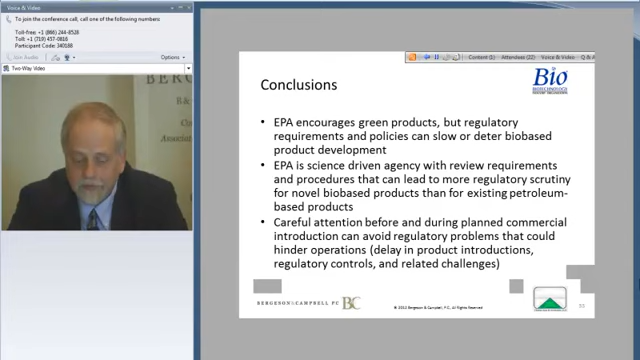 Voice & Video
To join the conference call, call one of the following numbers:
Toll-free: +1 (866) 244-8528
Toll: +1 (719) 457-0816
Participant Code: 340188
Join Audio
Options
Two-Way Video
BERG
B&
Associa
Content (1) Attendees (22) Voice & Video Q & A
Bio
Conclusions
• EPA encourages green products, but regulatory
requirements and policies can slow or deter biobased
product development
• EPA is science driven agency with review requirements
and procedures that can lead to more regulatory scrutiny
for novel biobased products than for existing petroleum-
based products
• Careful attention before and during planned commercial
introduction can avoid regulatory problems that could
hinder operations (delay in product introductions,
regulatory controls, and related challenges)
BERGESON & CAMPBELL PC BC
Bergeson & Campbell, P.C. All Rights Reserved
53